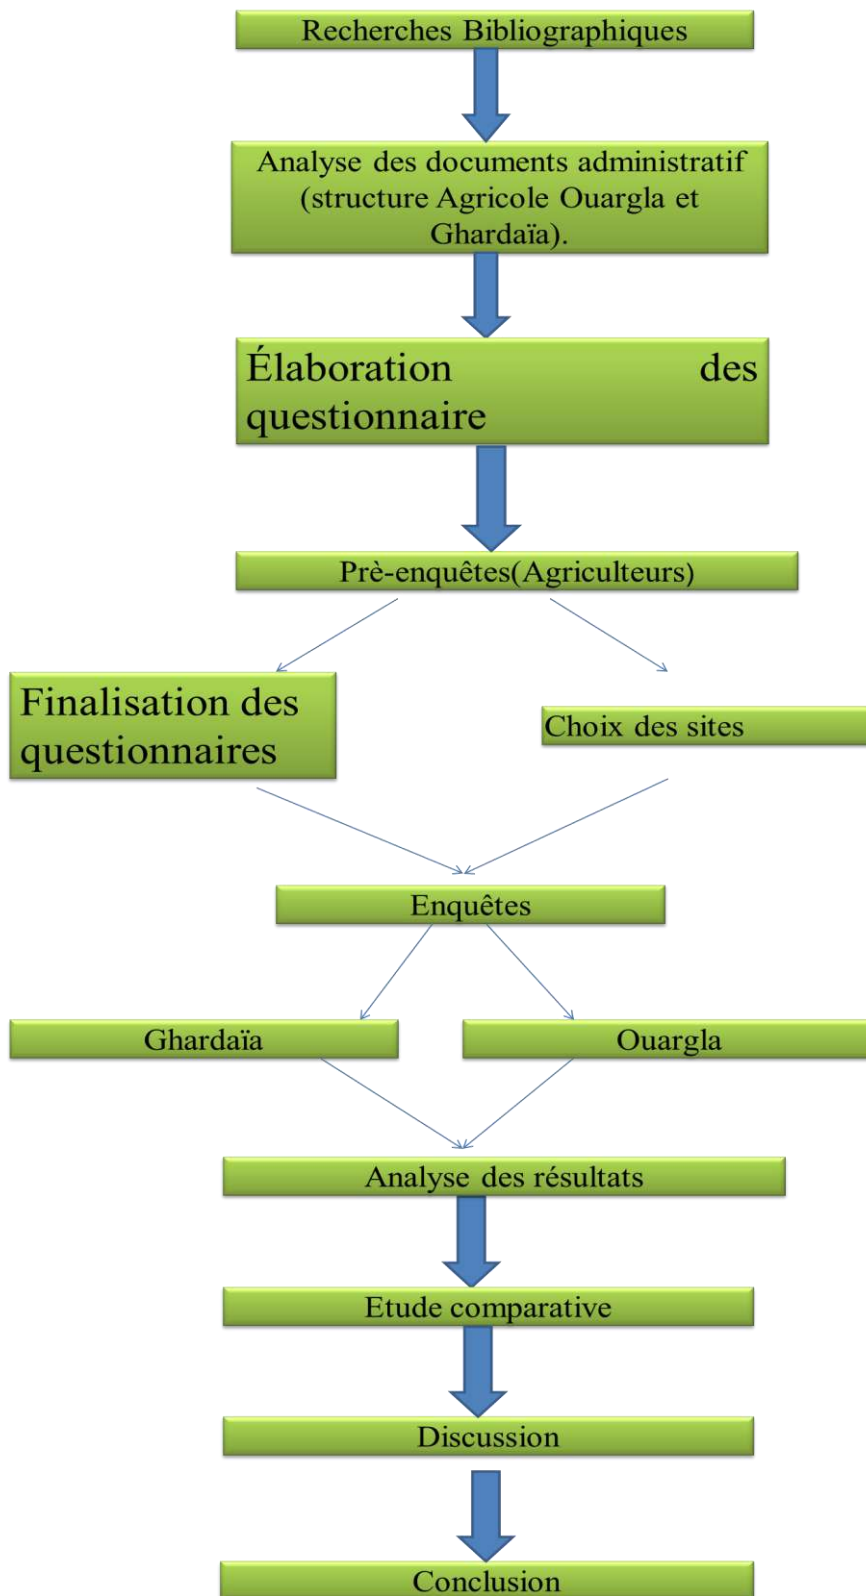 Recherches Bibliographiques
Analyse des documents administratif
(structure Agricole Ouargla et
Ghardaïa).
Élaboration des
questionnaire
Prè-enquêtes(Agriculteurs)
Finalisation des
questionnaires
Choix des sites
Enquêtes
Ghardaïa
Ouargla
Analyse des résultats
Etude comparative
Discussion
Conclusion